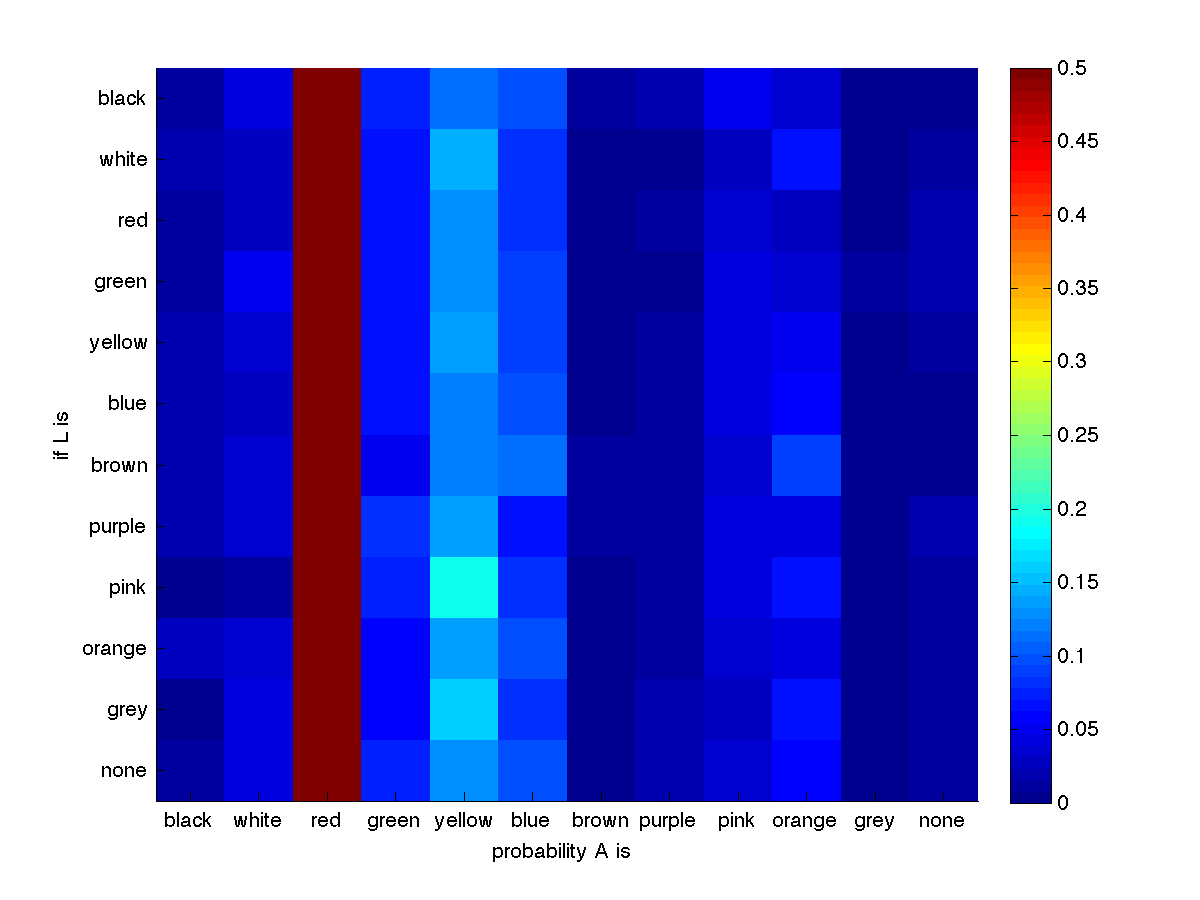 black
white
red
green
yellow
blue
brown
purple
pink
orange
grey
none
if L is
black white red green yellow blue brown purple pink orange grey none
probability A is
0.5
0.45
0.4
0.35
0.3
0.25
0.2
0.15
0.1
0.05
0